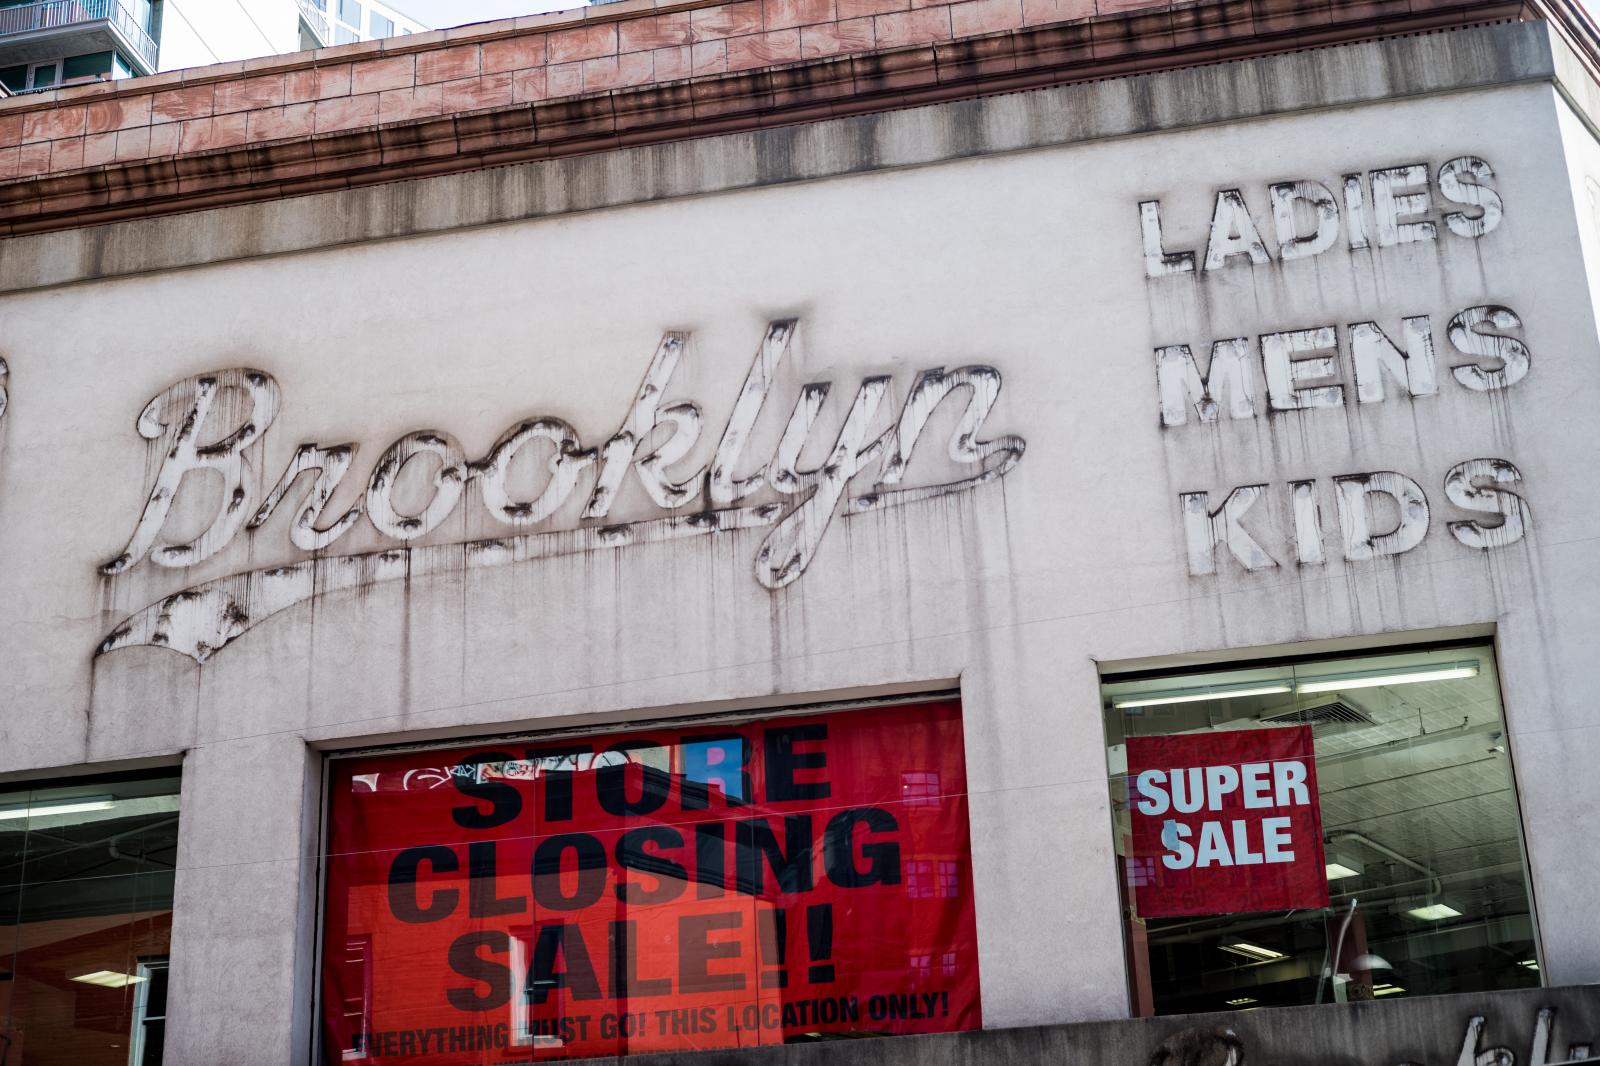 Brooklyn
LADIES
MENS
KIDS
STORE
CLOSING
SALE!!
EVERYTHING MUST GO! THIS LOCATION ONLY!
SUPER
SALE